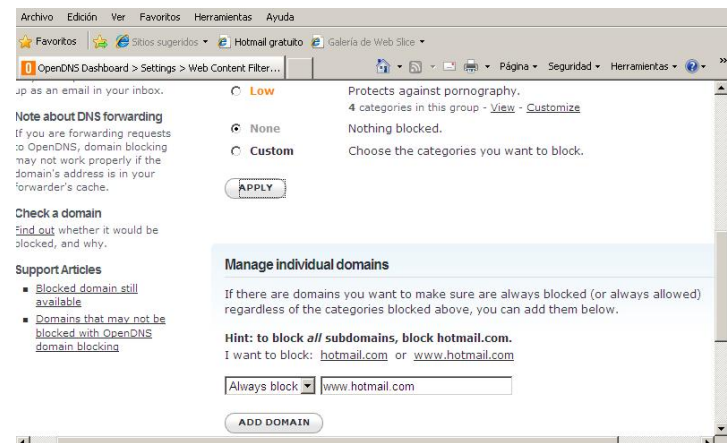 Archivo Edición Ver Favoritos Herramientas Ayuda
Favoritos Sitios sugeridos Hotmail gratuito Galería de Web Slice
OpenDNS Dashboard > Settings > Web Content Filter... Página Seguridad Herramientas
up as an email in your inbox.
Note about DNS forwarding
If you are forwarding requests
to OpenDNS, domain blocking
may not work properly if the
domain's address is in your
forwarder's cache.
Check a domain
Find out whether it would be
blocked, and why.
Support Articles
Blocked domain still
available
Domains that may not be
blocked with OpenDNS
domain blocking
Low Protects against pornography.
4 categories in this group - View - Customize
None Nothing blocked.
Custom Choose the categories you want to block.
APPLY
Manage individual domains
If there are domains you want to make sure are always blocked (or always allowed)
regardless of the categories blocked above, you can add them below.
Hint: to block all subdomains, block hotmail.com.
I want to block: hotmail.com or www.hotmail.com
Always block www.hotmail.com
ADD DOMAIN